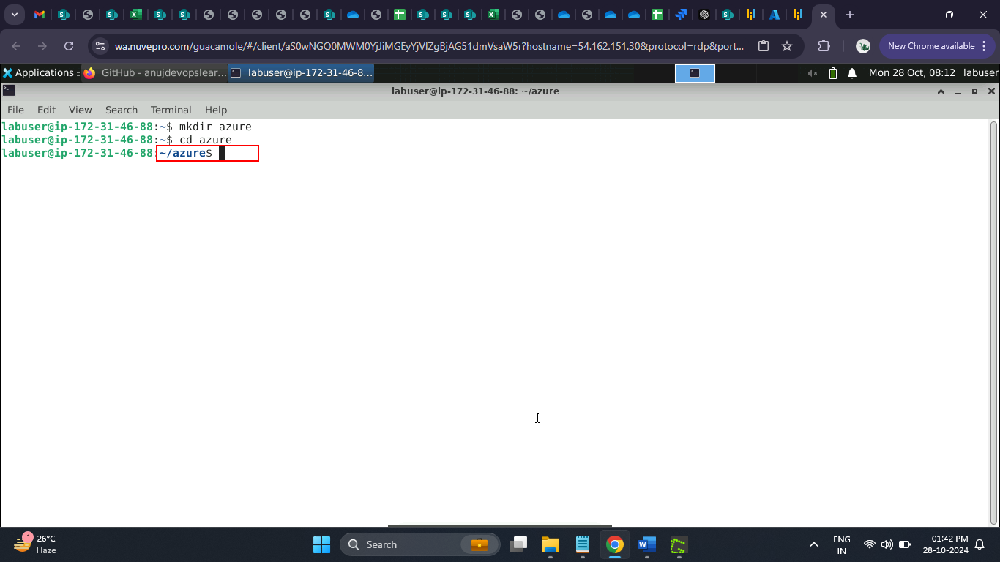 wa.nuvepro.com/guacamole/#/client/aS0wNGQ0MWM0YjJiMGEyYjVlZgBjAG51dmVsaW5r?hostname=54.162.151.30&protocol=rdp&port...
New Chrome available
Applications
GitHub - anujdevopslear...
labuser@ip-172-31-46-8...
Mon 28 Oct, 08:12
labuser
labuser@ip-172-31-46-88: ~/azure
File Edit View Search Terminal Help
labuser@ip-172-31-46-88:~$ mkdir azure
labuser@ip-172-31-46-88:~$ cd azure
labuser@ip-172-31-46-88:~/azure$
1
26°C
Haze
Search
ENG
IN
01:42 PM
28-10-2024